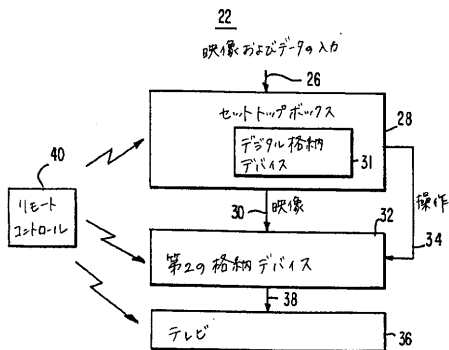 22
映像およびデータの入力
26
セットトップボックス
28
デジタル格納
デバイス
31
40
リモート
コントロール
30
映像
32
操作
34
第2の格納デバイス
38
テレビ
36